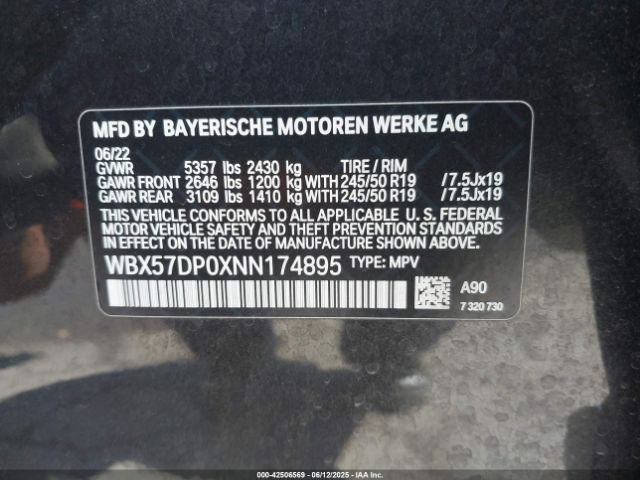 MFD BY BAYERISCHE MOTOREN WERKE AG
06/22
GVWR 5357 lbs 2430 kg TIRE / RIM
GAWR FRONT 2646 lbs 1200 kg WITH 245/50 R19 /7.5Jx19
GAWR REAR 3109 lbs 1410 kg WITH 245/50 R19 /7.5Jx19
THIS VEHICLE CONFORMS TO ALL APPLICABLE U. S. FEDERAL
MOTOR VEHICLE SAFETY AND THEFT PREVENTION STANDARDS
IN EFFECT ON THE DATE OF MANUFACTURE SHOWN ABOVE.
WBX57DP0XNN174895 TYPE: MPV
A90
7 320 730
000-42506569 - 06/12/2025 - IAA Inc.